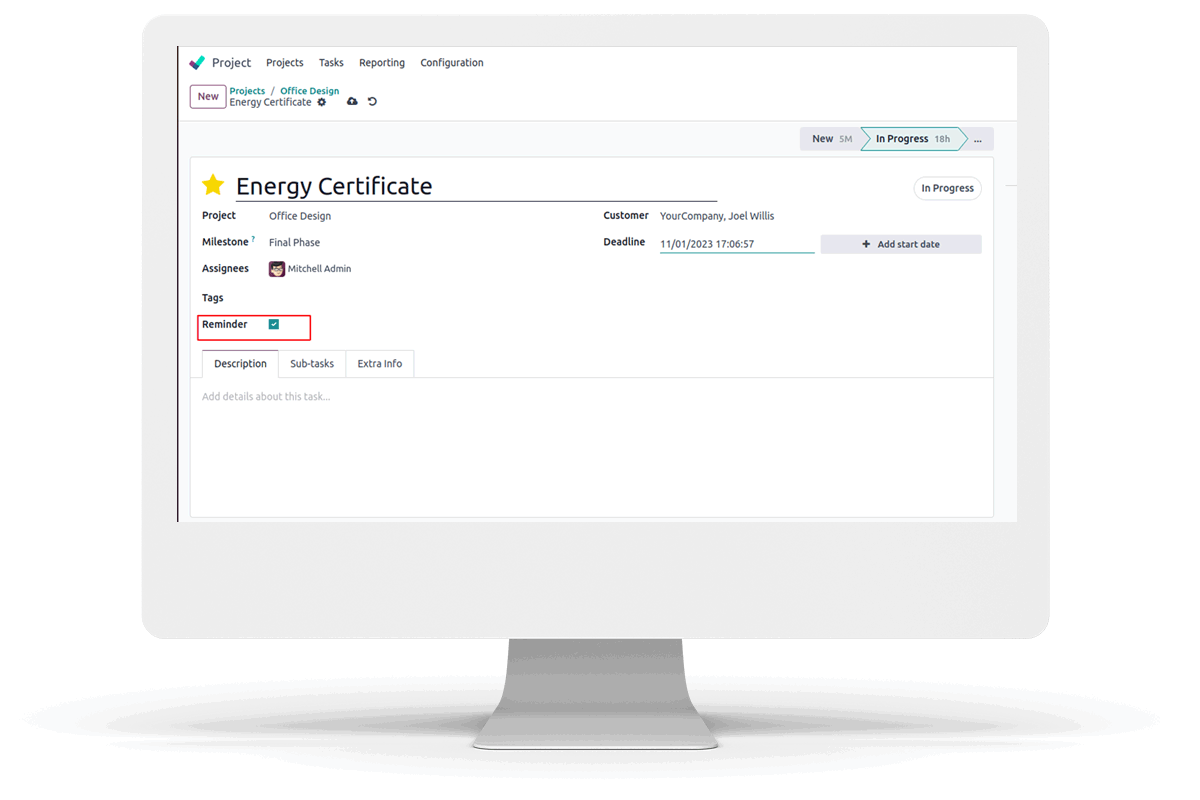 Project Projects Tasks Reporting Configuration
New
Projects / Office Design
Energy Certificate
New 5M In Progress 18h ...
Energy Certificate
In Progress
Project Office Design
Customer YourCompany, Joel Willis
Milestone ? Final Phase
Deadline 11/01/2023 17:06:57 + Add start date
Assignees Mitchell Admin
Tags
Reminder
Description Sub-tasks Extra Info
Add details about this task...